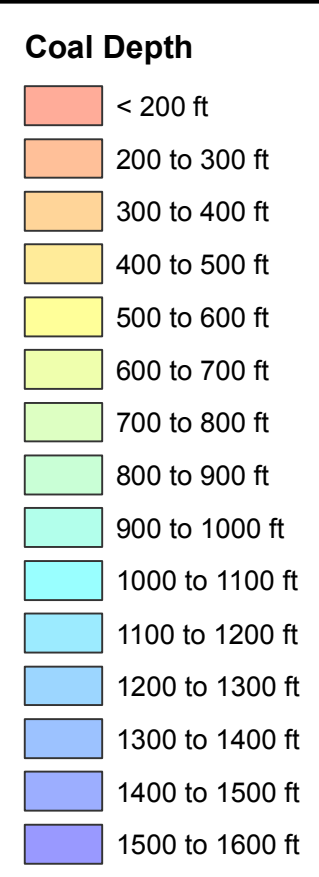 Coal Depth
< 200 ft
200 to 300 ft
300 to 400 ft
400 to 500 ft
500 to 600 ft
600 to 700 ft
700 to 800 ft
800 to 900 ft
900 to 1000 ft
1000 to 1100 ft
1100 to 1200 ft
1200 to 1300 ft
1300 to 1400 ft
1400 to 1500 ft
1500 to 1600 ft